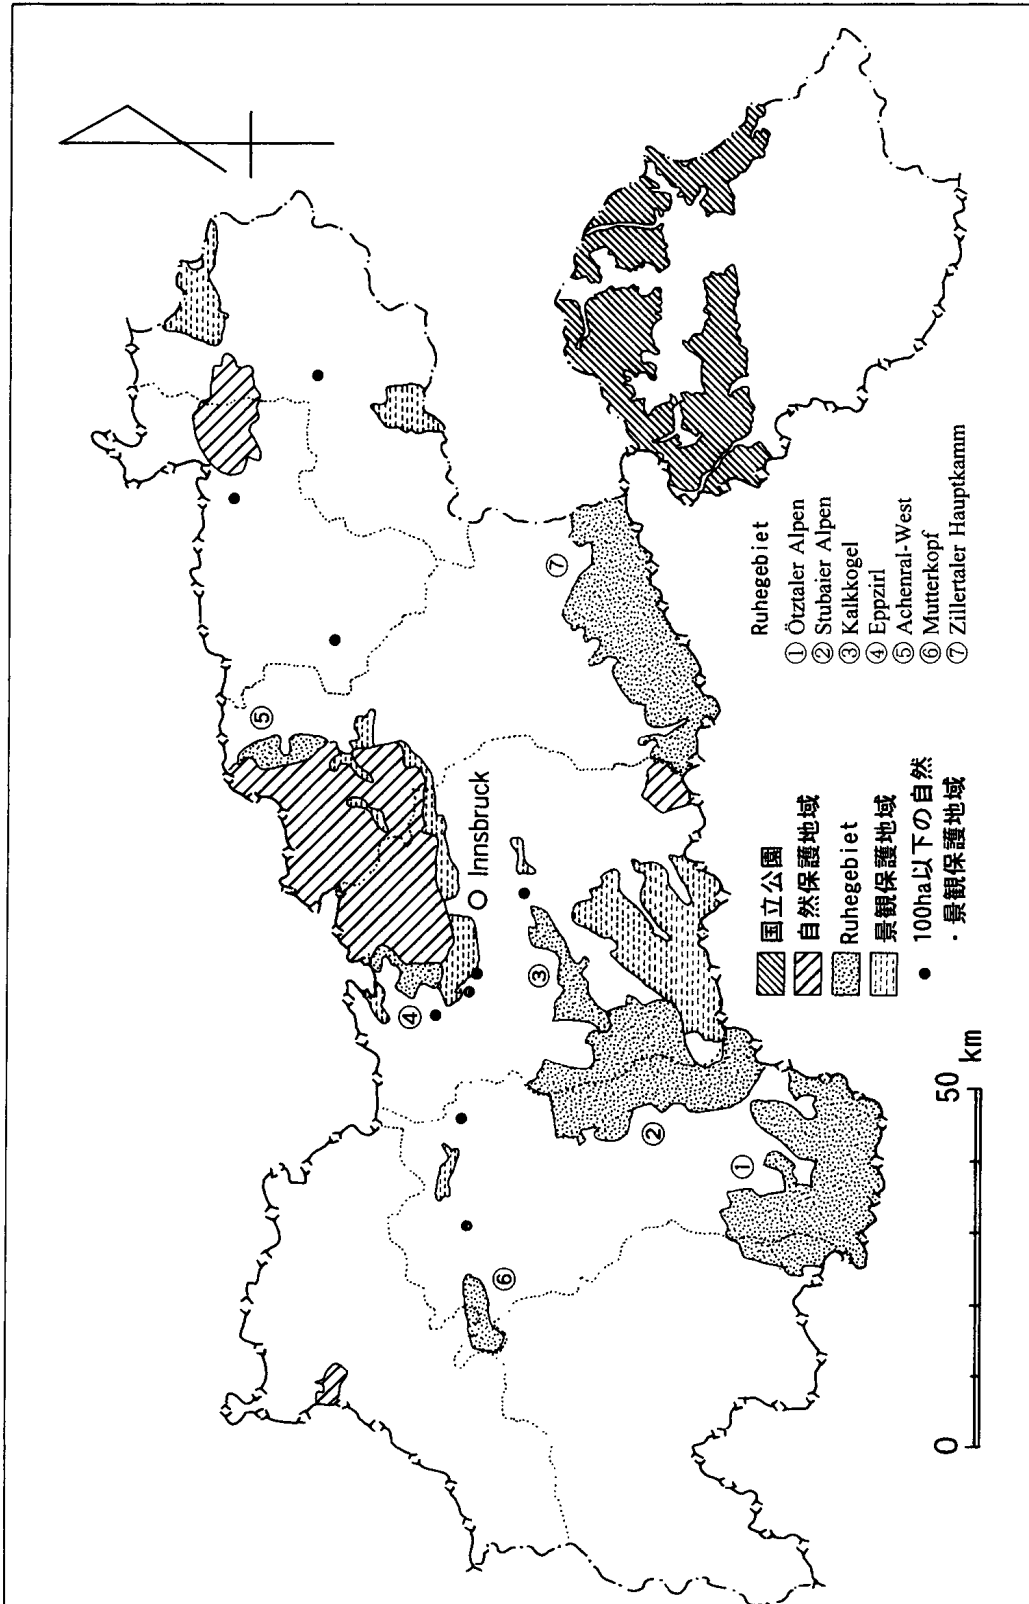 ⑤
④
Innsbruck
③
⑥
②
①
⑦
Ruhegebiet
① Ötztaler Alpen
② Stubaier Alpen
③ Kalkkogel
④ Eppzirl
⑤ Achenral-West
⑥ Mutterkopf
⑦ Zillertaler Hauptkamm
国立公園
自然保護地域
Ruhegebiet
景観保護地域
100ha以下の自然
・景観保護地域
0 50 km